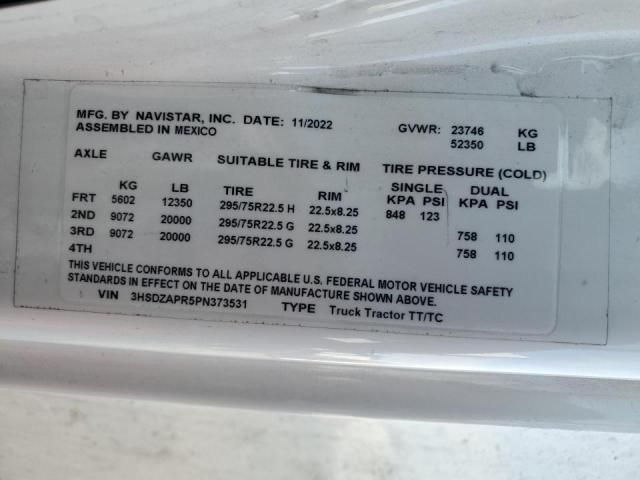 MFG. BY NAVISTAR, INC. DATE: 11/2022 GVWR: 23746 KG
ASSEMBLED IN MEXICO 52350 LB
AXLE GAWR SUITABLE TIRE & RIM TIRE PRESSURE (COLD)
SINGLE DUAL
KG LB TIRE RIM KPA PSI KPA PSI
FRT 5602 12350 295/75R22.5 H 22.5x8.25 848 123
2ND 9072 20000 295/75R22.5 G 22.5x8.25 758 110
3RD 9072 20000 295/75R22.5 G 22.5x8.25 758 110
4TH
THIS VEHICLE CONFORMS TO ALL APPLICABLE U.S. FEDERAL MOTOR VEHICLE SAFETY
STANDARDS IN EFFECT ON THE DATE OF MANUFACTURE SHOWN ABOVE.
VIN 3HSDZAPR5PN373531 TYPE Truck Tractor TT/TC